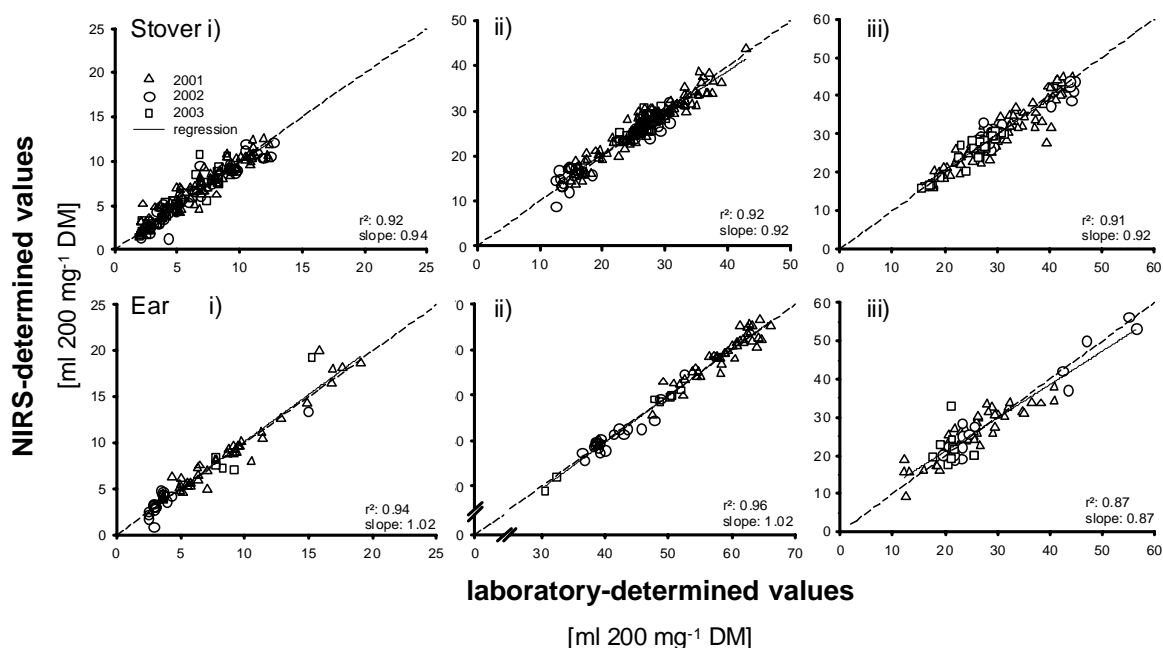 NIRS-determined values
[ml 200 mg-1 DM]
Stover i)
25
20
15
10
5
0
2001
2002
2003
regression
r²: 0.92
slope: 0.94
0 5 10 15 20 25
ii)
50
40
30
20
10
0
r²: 0.92
slope: 0.92
0 10 20 30 40 50
iii)
60
50
40
30
20
10
0
r²: 0.91
slope: 0.92
0 10 20 30 40 50 60
Ear i)
25
20
15
10
5
0
r²: 0.94
slope: 1.02
0 5 10 15 20 25
ii)
0
r²: 0.96
slope: 1.02
0 30 40 50 60 70
iii)
60
50
40
30
20
10
0
r²: 0.87
slope: 0.87
0 10 20 30 40 50 60
laboratory-determined values
[ml 200 mg-1 DM]